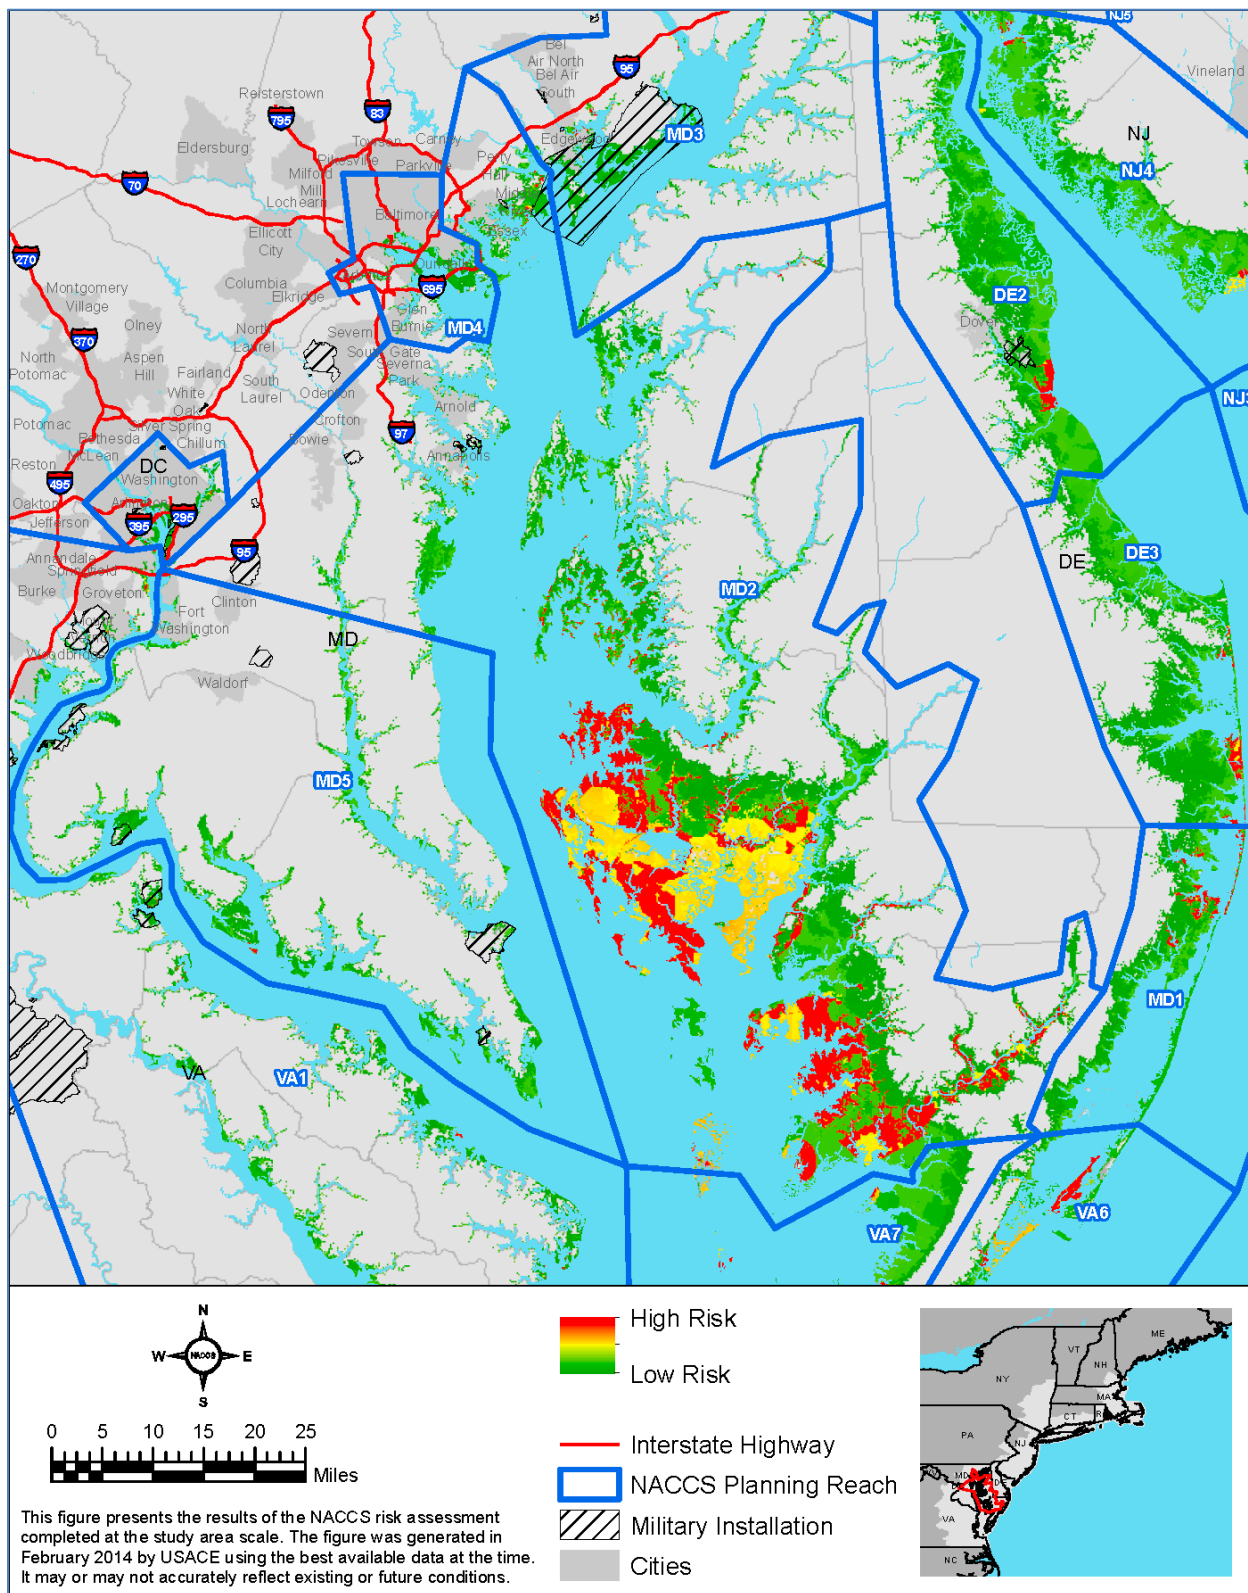 NJ5
Bel
Air North
Bel Air
South
95
Vineland
Reisterstown
83
795
Edgewood
MD3
NJ
Carney
Towson
Eldersburg
Pikesville
Parkville
Perry
Hall
NJ4
Milford
Mill
70
Lochearn
Baltimore
Essex
Ellicott
City
270
Columbia
695
Elkridge
Montgomery
Village
Glen
Burnie
DE2
Dover
MD4
Olney
North
Laurel
Severn
370
South
Gate
Severna
Park
North
Potomac
Aspen
Hill
Fairland
South
Laurel
Odenton
NJ3
White
Oak
Arnold
Potomac
Crofton
Silver Spring
97
Bethesda
Chillum
Bowie
McLean
Annapolis
Reston
DC
Washington
495
Oakton
Arlington
Jefferson
395
295
95
Annandale
DE3
DE
Springfield
Burke
Groveton
Clinton
MD2
Fort
Washington
MD
Woodbridge
Waldorf
MD5
MD1
VA
VA1
VA6
VA7
N
W
NACCS
E
S
0 5 10 15 20 25
Miles
This figure presents the results of the NACCS risk assessment
completed at the study area scale. The figure was generated in
February 2014 by USACE using the best available data at the time.
It may or may not accurately reflect existing or future conditions.
High Risk
Low Risk
Interstate Highway
NACCS Planning Reach
Military Installation
Cities
ME
VT
NH
NY
MA
CT
PA
NJ
MD
VA
NC